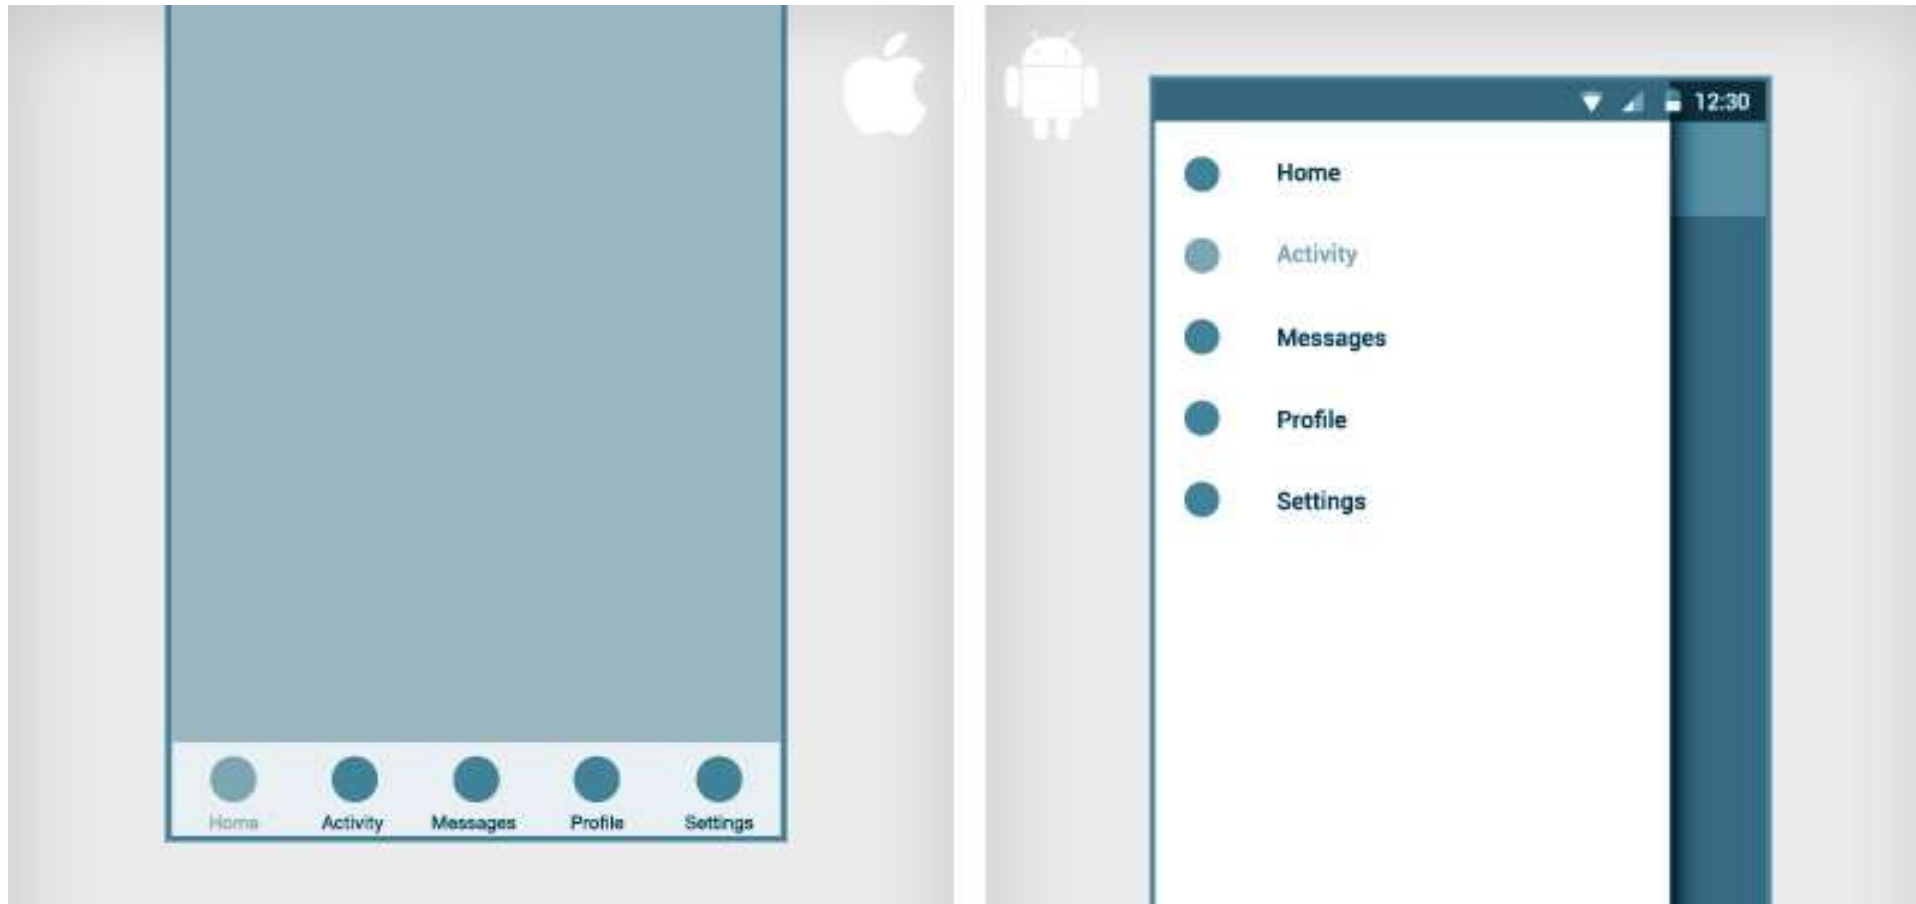 Home
Activity
Messages
Profile
Settings
12:30
Home
Activity
Messages
Profile
Settings